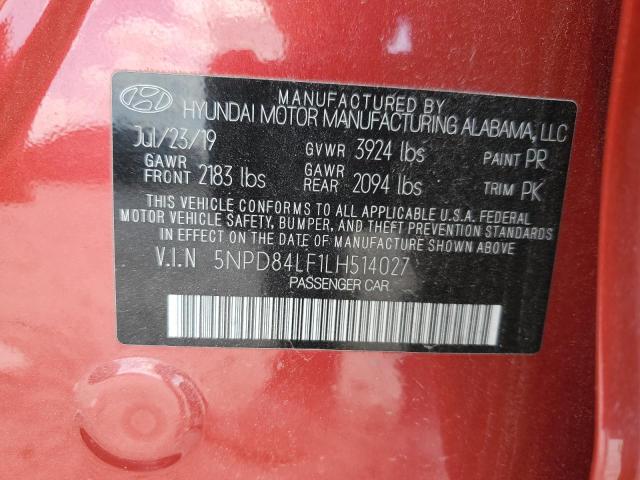 MANUFACTURED BY
HYUNDAI MOTOR MANUFACTURING ALABAMA, LLC
Jul/23/19 GVWR 3924 lbs PAINT PR
GAWR FRONT 2183 lbs GAWR REAR 2094 lbs TRIM PK
THIS VEHICLE CONFORMS TO ALL APPLICABLE U.S.A. FEDERAL
MOTOR VEHICLE SAFETY, BUMPER, AND THEFT PREVENTION STANDARDS
IN EFFECT ON THE DATE OF MANUFACTURE SHOWN ABOVE.
V.I.N 5NPD84LF1LH514027
PASSENGER CAR